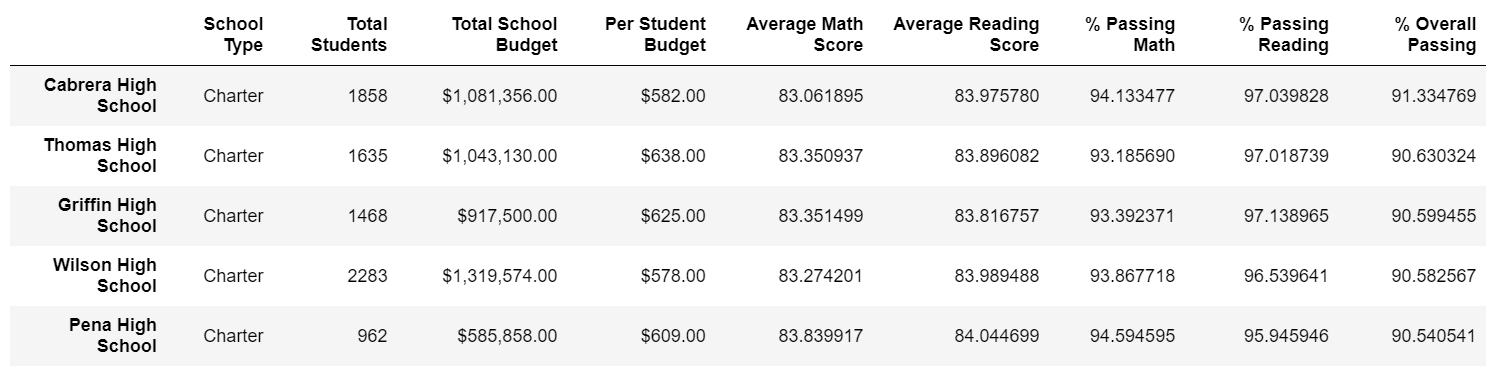 School Type Total Students Total School Budget Per Student Budget Average Math Score Average Reading Score % Passing Math % Passing Reading % Overall Passing
Cabrera High School Charter 1858 $1,081,356.00 $582.00 83.061895 83.975780 94.133477 97.039828 91.334769
Thomas High School Charter 1635 $1,043,130.00 $638.00 83.350937 83.896082 93.185690 97.018739 90.630324
Griffin High School Charter 1468 $917,500.00 $625.00 83.351499 83.816757 93.392371 97.138965 90.599455
Wilson High School Charter 2283 $1,319,574.00 $578.00 83.274201 83.989488 93.867718 96.539641 90.582567
Pena High School Charter 962 $585,858.00 $609.00 83.839917 84.044699 94.594595 95.945946 90.540541